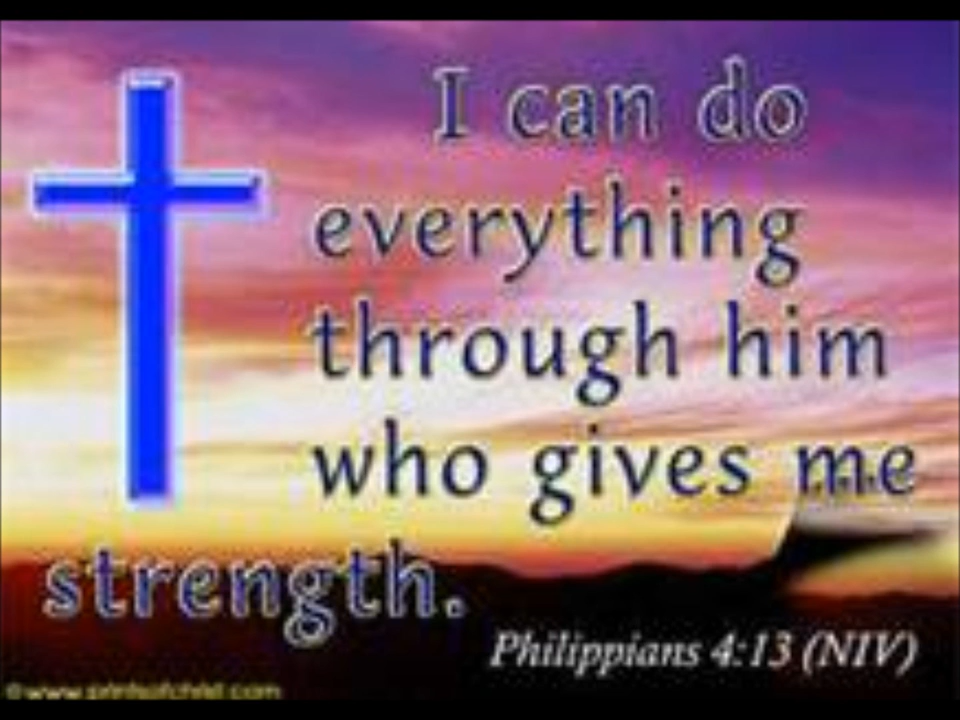 I can do
everything
through him
who gives me
strength.
Philippians 4:13 (NIV)